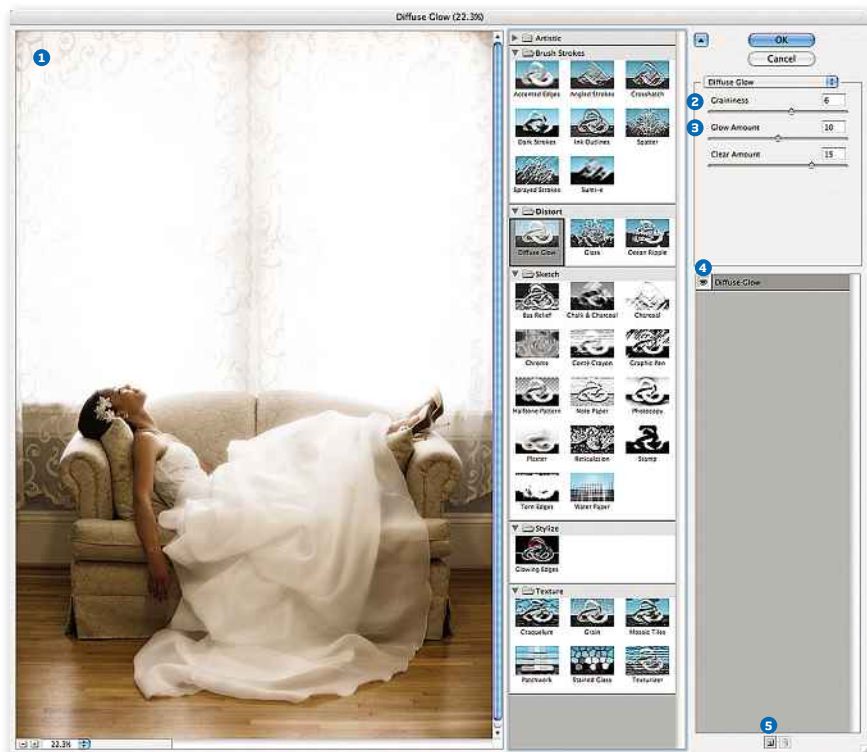 Diffuse Glow (22.3%)
1
Artistic
Brush Strokes
Accented Edges
Angled Strokes
Crosshatch
Dark Strokes
Ink Outlines
Spatter
Sprayed Strokes
Sumi-e
Distort
Diffuse Glow
Glass
Ocean Ripple
Sketch
Bas Relief
Chalk & Charcoal
Charcoal
Chrome
Conté Crayon
Graphic Pen
Halftone Pattern
Note Paper
Photocopy
Plaster
Reticulation
Stamp
Torn Edges
Water Paper
Stylize
Glowing Edges
Texture
Craquelure
Grain
Mosaic Tiles
Patchwork
Stained Glass
Texturizer
OK
Cancel
Diffuse Glow
2 Graininess 6
3 Glow Amount 10
Clear Amount 15
4
Diffuse Glow
5
22.3%